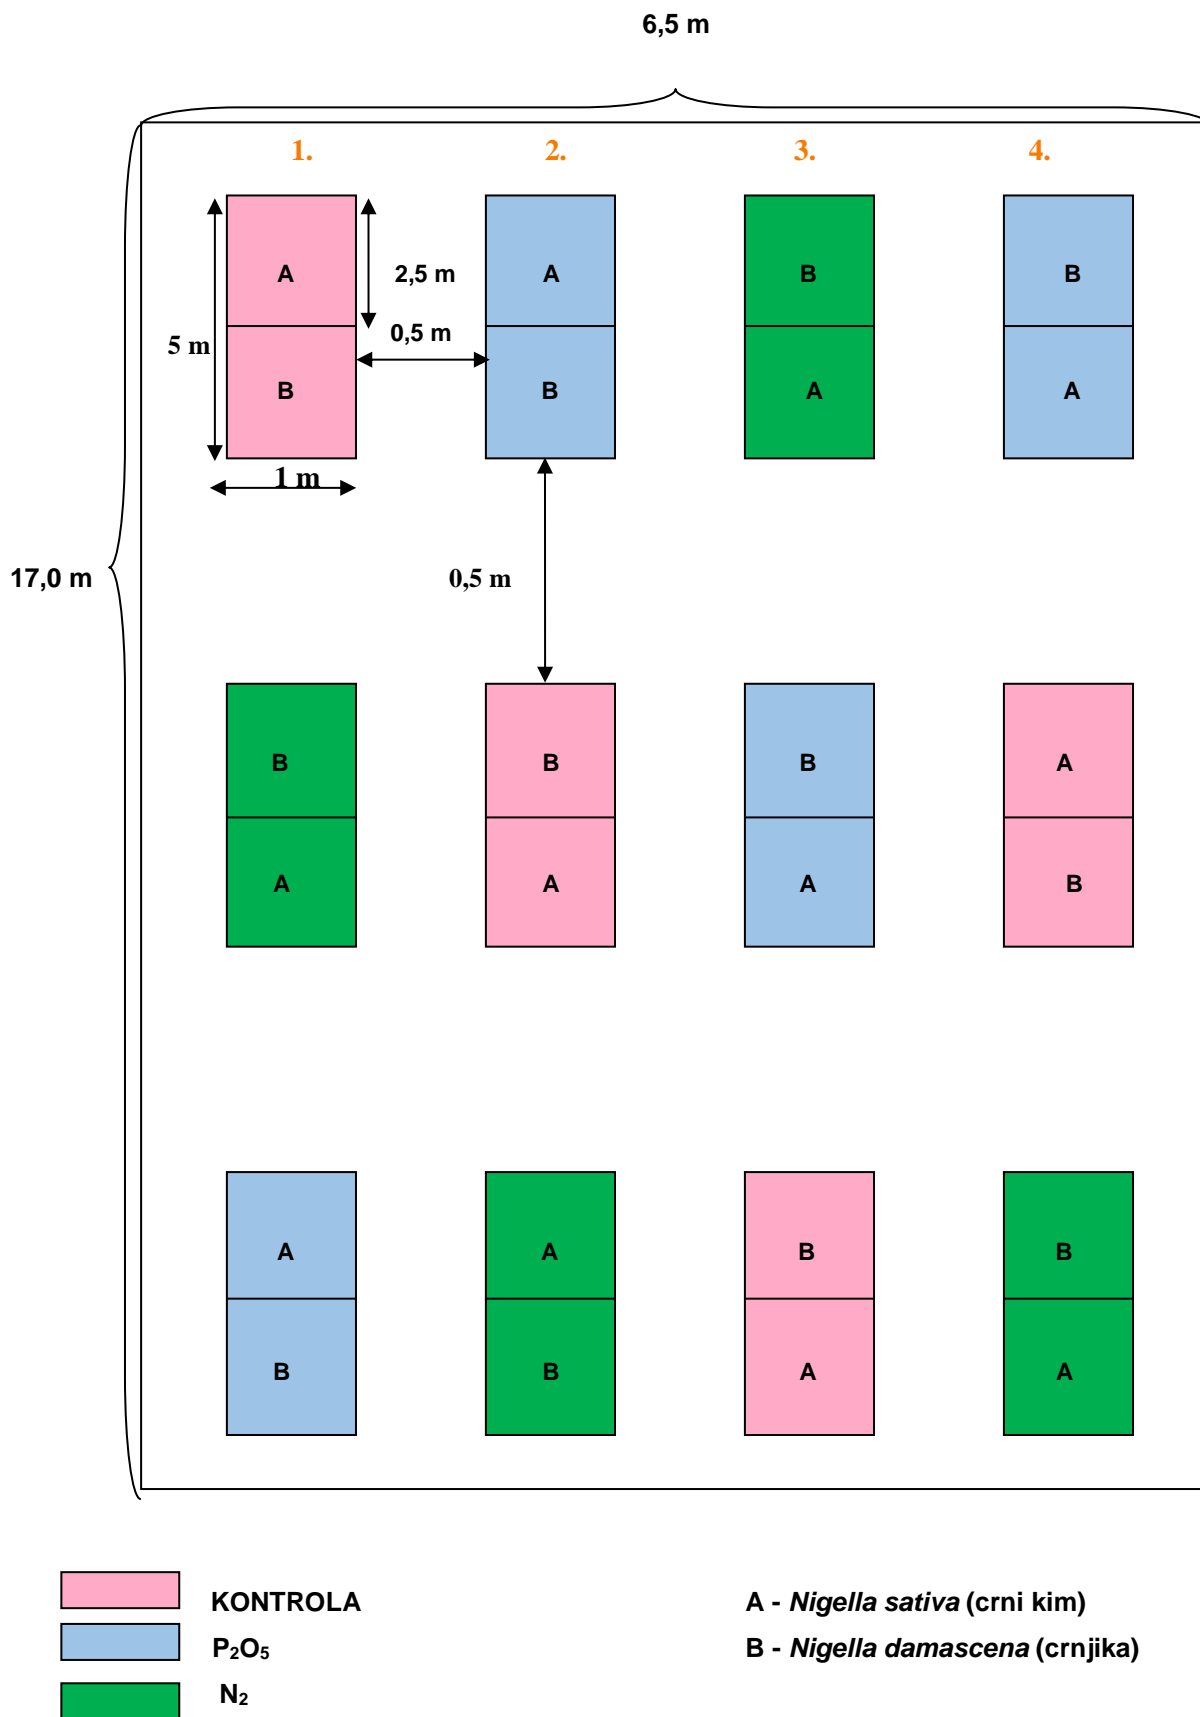 6,5 m
1. 2. 3. 4.
A 2,5 m A B B
0,5 m
5 m
B B A A
1 m
17,0 m 0,5 m
B B B A
A A A B
A A B B
B B A A
KONTROLA A - Nigella sativa (crni kim)
P₂O₅ B - Nigella damascena (crnjika)
N₂